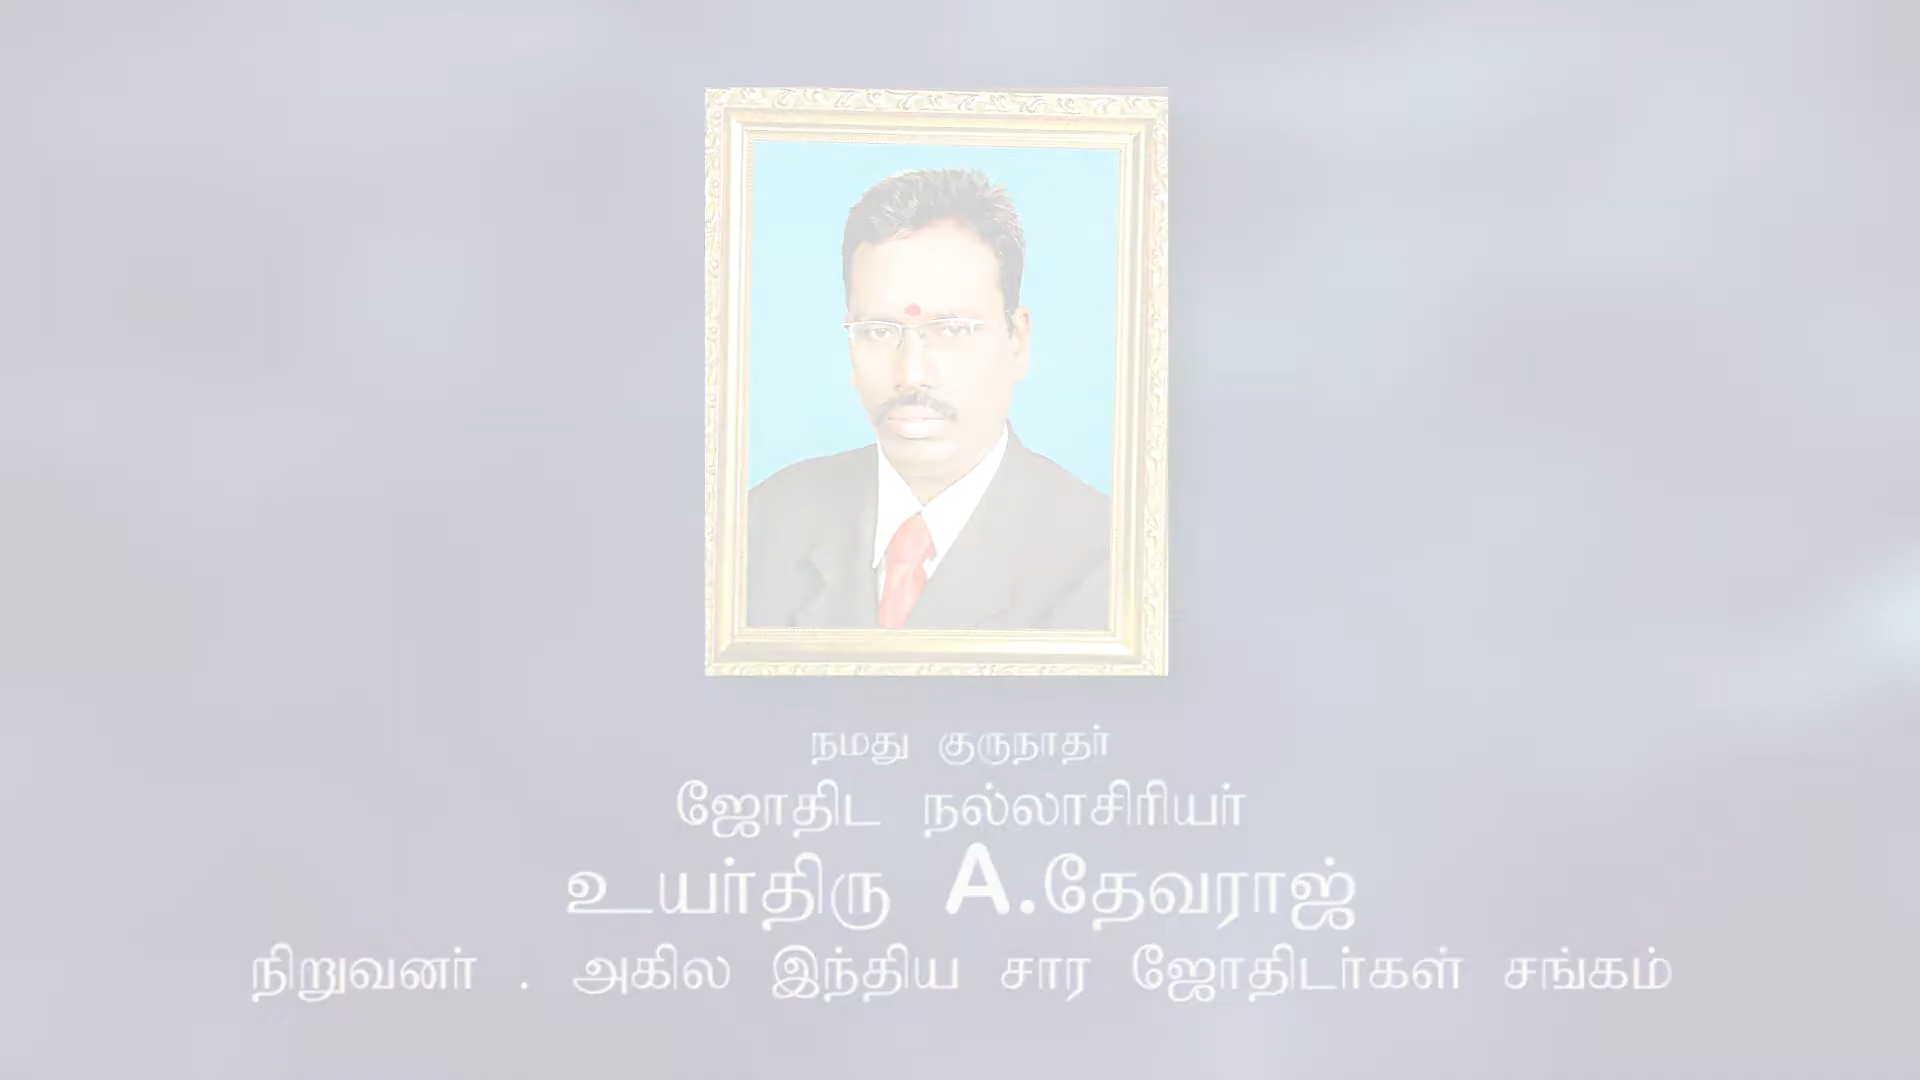 நமது குருநாதர்
ஜோதிட நல்லாசிரியர்
உயர்திரு A.தேவராஜ்
நிறுவனர் . அகில இந்திய சார ஜோதிடர்கள் சங்கம்